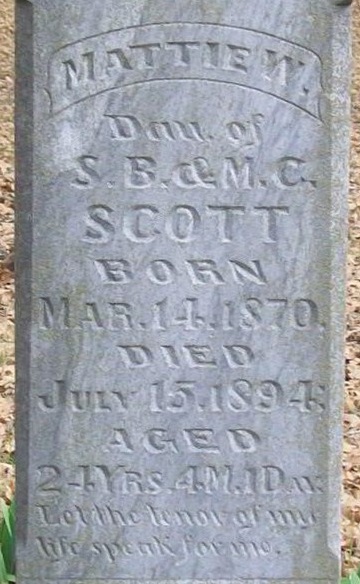 MATTIE W.
Dau. of
S. B. & M. C.
SCOTT
BORN
MAR. 14. 1870.
DIED
JULY 15. 1894;
AGED
24 YRS. 4 M. 1 Day.
Let the tenor of my
life speak for me.